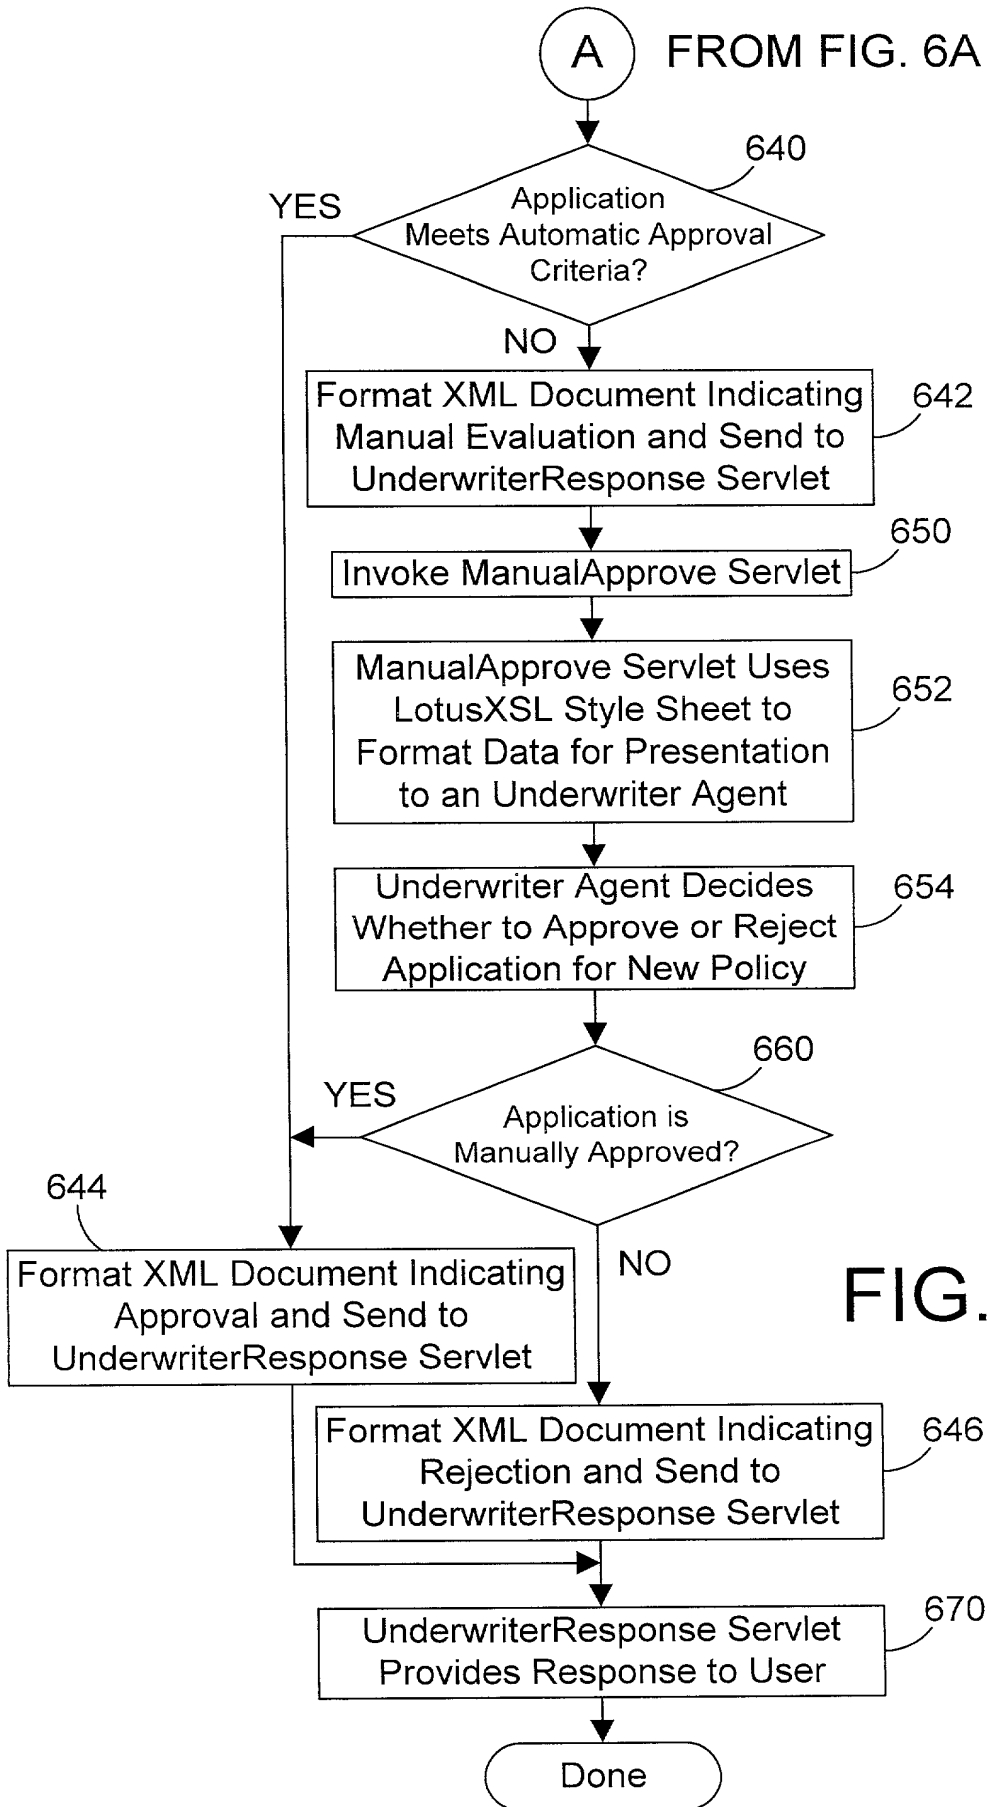 A FROM FIG. 6A
640
YES
Application
Meets Automatic Approval
Criteria?
NO
Format XML Document Indicating
Manual Evaluation and Send to
UnderwriterResponse Servlet
642
650
Invoke ManualApprove Servlet
ManualApprove Servlet Uses
LotusXSL Style Sheet to
Format Data for Presentation
to an Underwriter Agent
652
Underwriter Agent Decides
Whether to Approve or Reject
Application for New Policy
654
660
YES
Application is
Manually Approved?
644
NO
Format XML Document Indicating
Approval and Send to
UnderwriterResponse Servlet
FIG.
Format XML Document Indicating
Rejection and Send to
UnderwriterResponse Servlet
646
UnderwriterResponse Servlet
Provides Response to User
670
Done